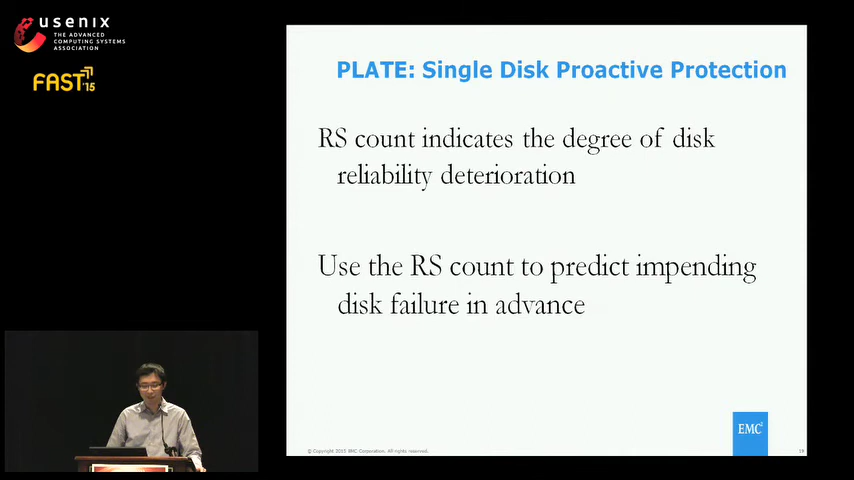 usenix
THE ADVANCED
COMPUTING SYSTEMS
ASSOCIATION
FAST '15
PLATE: Single Disk Proactive Protection
RS count indicates the degree of disk
reliability deterioration
Use the RS count to predict impending
disk failure in advance
EMC²
© Copyright 2015 EMC Corporation. All rights reserved.
19